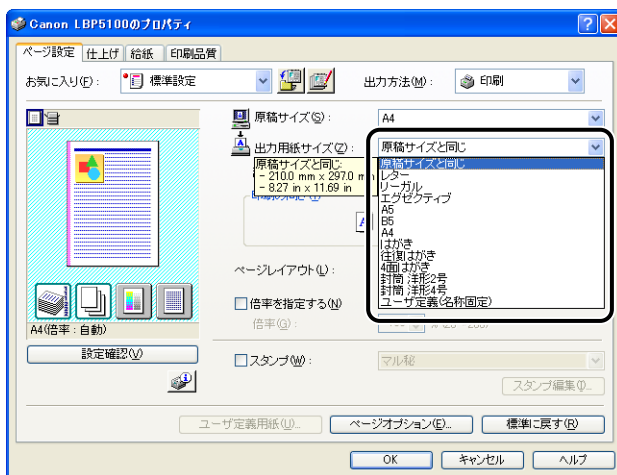 Canon LBP5100のプロパティ
ページ設定 仕上げ 給紙 印刷品質
お気に入り(F): 標準設定 出力方法(M): 印刷
原稿サイズ(S): A4
出力用紙サイズ(Z): 原稿サイズと同じ
原稿サイズと同じ:
- 210.0 mm x 297.0 m
- 8.27 in x 11.69 in
原稿サイズと同じ
レター
リーガル
エグゼクティブ
A5
B5
A4
はがき
往復はがき
4面はがき
封筒 洋形2号
封筒 洋形4号
ユーザ定義(名称固定)
ページレイアウト(L):
倍率を指定する(N)
倍率(G):
A4(倍率:自動)
設定確認(V)
スタンプ(W): マル秘
スタンプ編集(I)...
ユーザ定義用紙(U)... ページオプション(E)... 標準に戻す(R)
OK キャンセル ヘルプ